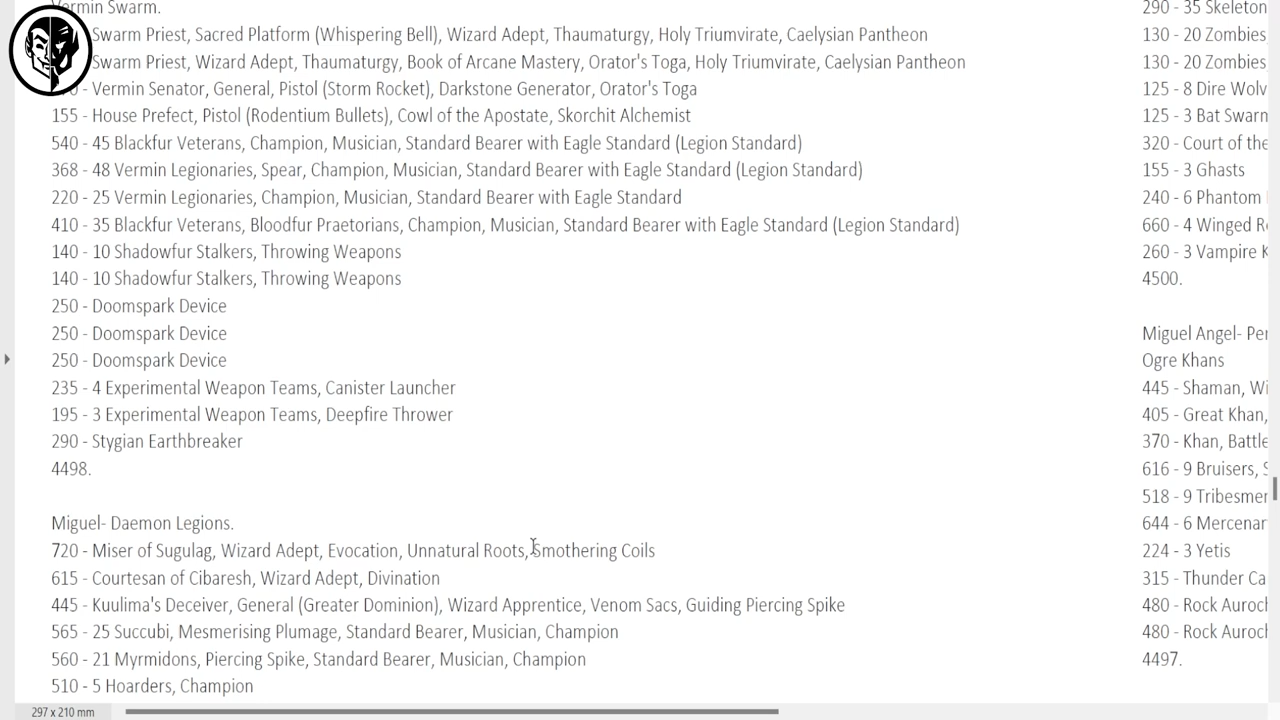 Vermin Swarm.
Swarm Priest, Sacred Platform (Whispering Bell), Wizard Adept, Thaumaturgy, Holy Triumvirate, Caelysian Pantheon
Swarm Priest, Wizard Adept, Thaumaturgy, Book of Arcane Mastery, Orator's Toga, Holy Triumvirate, Caelysian Pantheon
- Vermin Senator, General, Pistol (Storm Rocket), Darkstone Generator, Orator's Toga
155 - House Prefect, Pistol (Rodentium Bullets), Cowl of the Apostate, Skorchit Alchemist
540 - 45 Blackfur Veterans, Champion, Musician, Standard Bearer with Eagle Standard (Legion Standard)
368 - 48 Vermin Legionaries, Spear, Champion, Musician, Standard Bearer with Eagle Standard (Legion Standard)
220 - 25 Vermin Legionaries, Champion, Musician, Standard Bearer with Eagle Standard
410 - 35 Blackfur Veterans, Bloodfur Praetorians, Champion, Musician, Standard Bearer with Eagle Standard (Legion Standard)
140 - 10 Shadowfur Stalkers, Throwing Weapons
140 - 10 Shadowfur Stalkers, Throwing Weapons
250 - Doomspark Device
250 - Doomspark Device
250 - Doomspark Device
235 - 4 Experimental Weapon Teams, Canister Launcher
195 - 3 Experimental Weapon Teams, Deepfire Thrower
290 - Stygian Earthbreaker
4498.
Miguel- Daemon Legions.
720 - Miser of Sugulag, Wizard Adept, Evocation, Unnatural Roots, Smothering Coils
615 - Courtesan of Cibaresh, Wizard Adept, Divination
445 - Kuulima's Deceiver, General (Greater Dominion), Wizard Apprentice, Venom Sacs, Guiding Piercing Spike
565 - 25 Succubi, Mesmerising Plumage, Standard Bearer, Musician, Champion
560 - 21 Myrmidons, Piercing Spike, Standard Bearer, Musician, Champion
510 - 5 Hoarders, Champion
290 - 35 Skeleton
130 - 20 Zombies,
130 - 20 Zombies,
125 - 8 Dire Wolv
125 - 3 Bat Swarm
320 - Court of the
155 - 3 Ghasts
240 - 6 Phantom
660 - 4 Winged Re
260 - 3 Vampire K
4500.
Miguel Angel- Per
Ogre Khans
445 - Shaman, Wi
405 - Great Khan,
370 - Khan, Battle
616 - 9 Bruisers, S
518 - 9 Tribesmen
644 - 6 Mercenar
224 - 3 Yetis
315 - Thunder Ca
480 - Rock Auroch
480 - Rock Auroch
4497.
297 x 210 mm